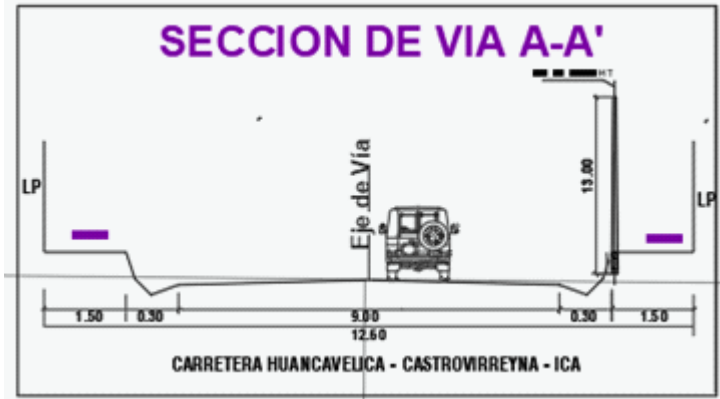 SECCION DE VIA A-A'
HT
Eje de Vía
13.00
LP
LP
1.50 0.30 9.00 0.30 1.50
12.60
CARRETERA HUANCAVELICA - CASTROVIRREYNA - ICA